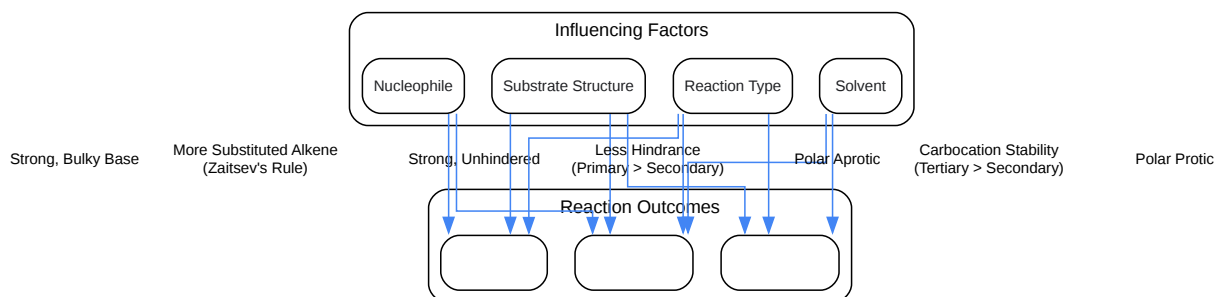 Influencing Factors
Nucleophile
Substrate Structure
Reaction Type
Solvent
Strong, Bulky Base
More Substituted Alkene
(Zaitsev's Rule)
Strong, Unhindered
Less Hindrance
(Primary > Secondary)
Polar Aprotic
Carbocation Stability
(Tertiary > Secondary)
Polar Protic
Reaction Outcomes